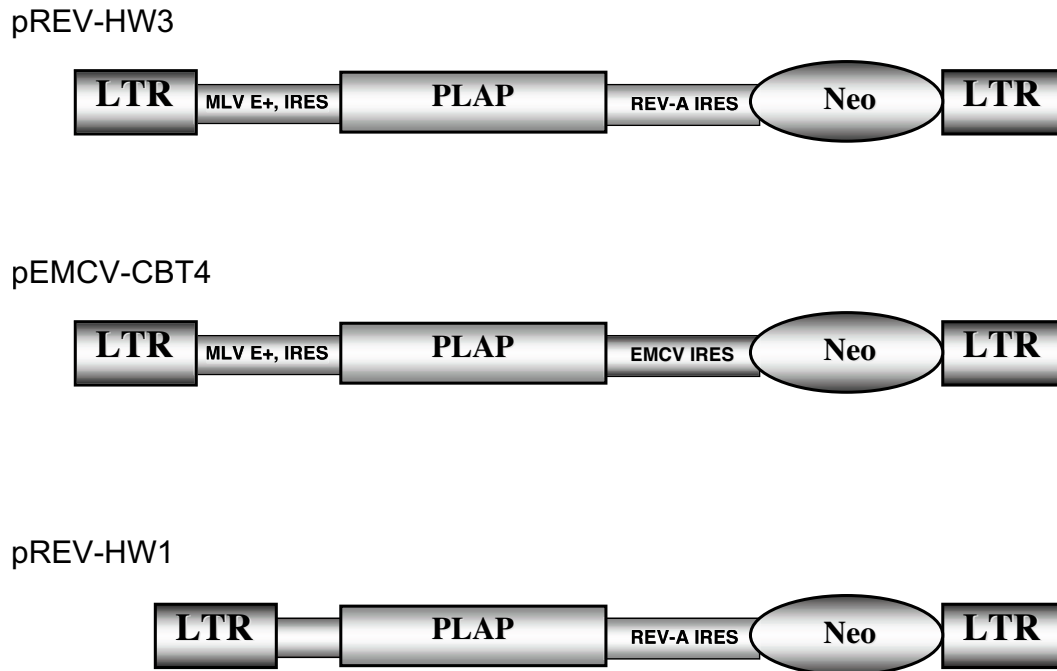 pREV-HW3
LTR MLV E+, IRES PLAP REV-A IRES Neo LTR
pEMCV-CBT4
LTR MLV E+, IRES PLAP EMCV IRES Neo LTR
pREV-HW1
LTR PLAP REV-A IRES Neo LTR